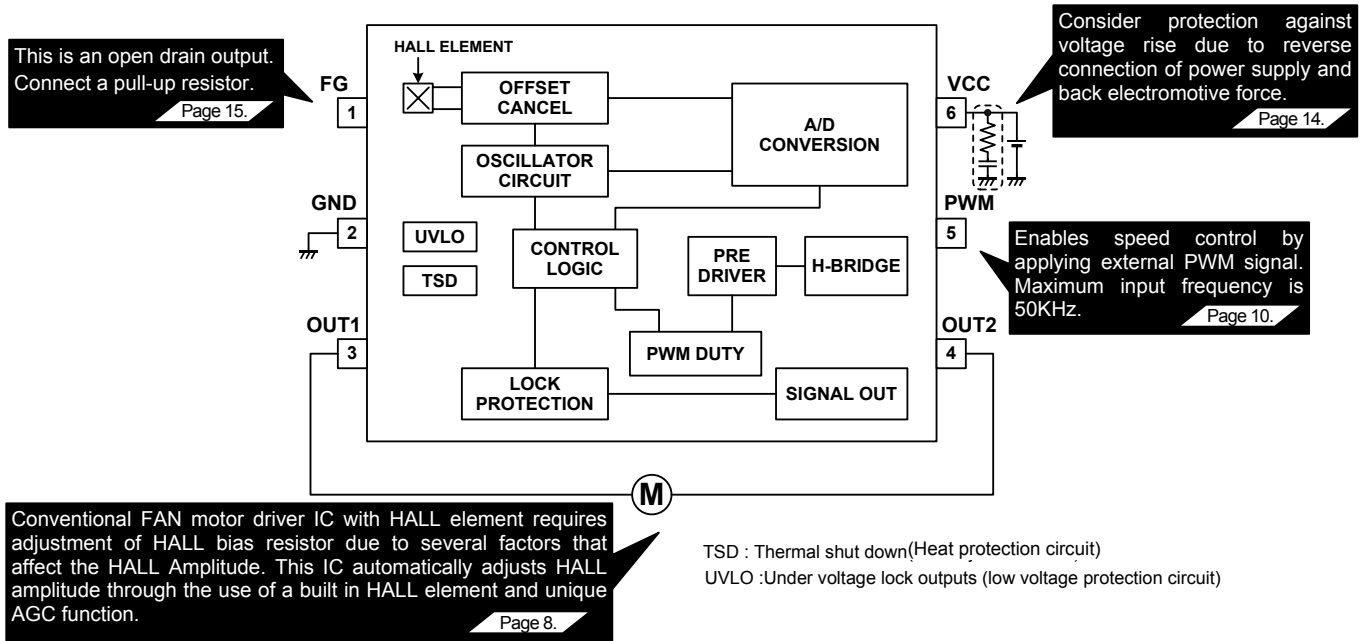 This is an open drain output.
Connect a pull-up resistor.
Page 15.
HALL ELEMENT
FG
1
OFFSET
CANCEL
A/D
CONVERSION
VCC
6
Consider protection against
voltage rise due to reverse
connection of power supply and
back electromotive force.
Page 14.
OSCILLATOR
CIRCUIT
GND
2
UVLO
TSD
CONTROL
LOGIC
PRE
DRIVER
H-BRIDGE
PWM
5
Enables speed control by
applying external PWM signal.
Maximum input frequency is
50KHz.
Page 10.
OUT1
3
PWM DUTY
OUT2
4
LOCK
PROTECTION
SIGNAL OUT
M
Conventional FAN motor driver IC with HALL element requires
adjustment of HALL bias resistor due to several factors that
affect the HALL Amplitude. This IC automatically adjusts HALL
amplitude through the use of a built in HALL element and unique
AGC function.
Page 8.
TSD : Thermal shut down(Heat protection circuit)
UVLO :Under voltage lock outputs (low voltage protection circuit)